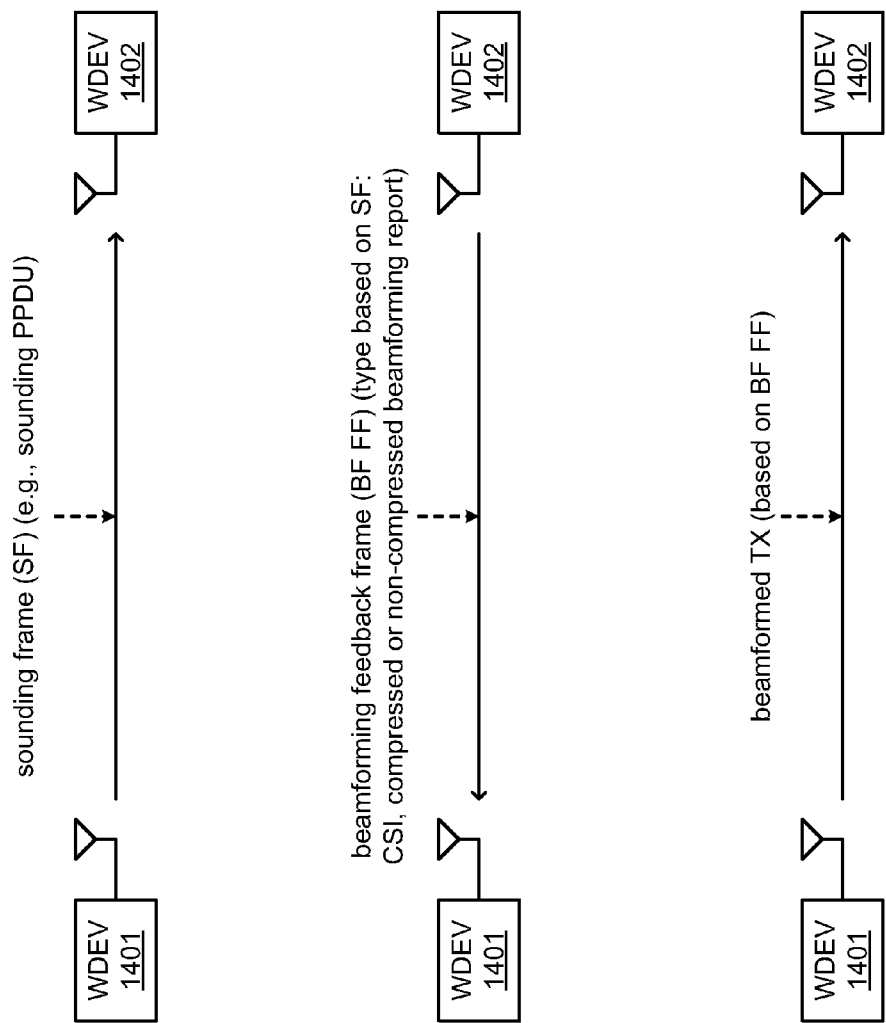 sounding frame (SF) (e.g., sounding PPDU)
WDEV
1401
WDEV
1402
beamforming feedback frame (BF FF) (type based on SF:
CSI, compressed or non-compressed beamforming report)
WDEV
1401
WDEV
1402
beamformed TX (based on BF FF)
WDEV
1401
WDEV
1402